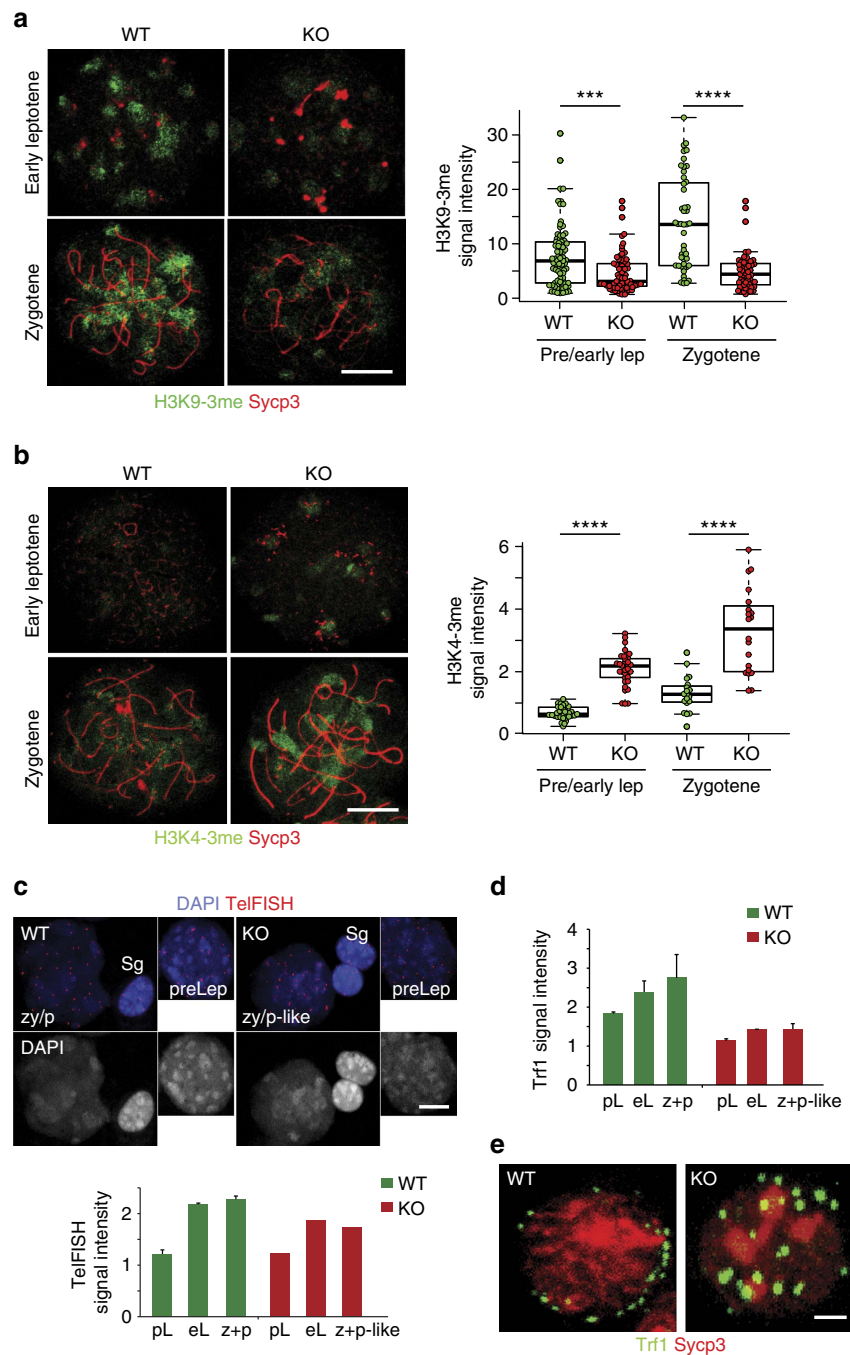 a
WT KO
Early leptotene
Zygotene
H3K9-3me Sycp3
H3K9-3me
signal intensity
30
20
10
0
*** ****
WT KO WT KO
Pre/early lep Zygotene
b
WT KO
Early leptotene
Zygotene
H3K4-3me Sycp3
H3K4-3me
signal intensity
6
4
2
0
**** ****
WT KO WT KO
Pre/early lep Zygotene
c
DAPI TelFISH
WT Sg KO Sg
zy/p preLep zy/p-like preLep
DAPI
TelFISH
signal intensity
2
1
0
WT
KO
pL eL z+p pL eL z+p-like
d
Trf1 signal intensity
4
3
2
1
0
WT
KO
pL eL z+p pL eL z+p-like
e
WT KO
Trf1 Sycp3